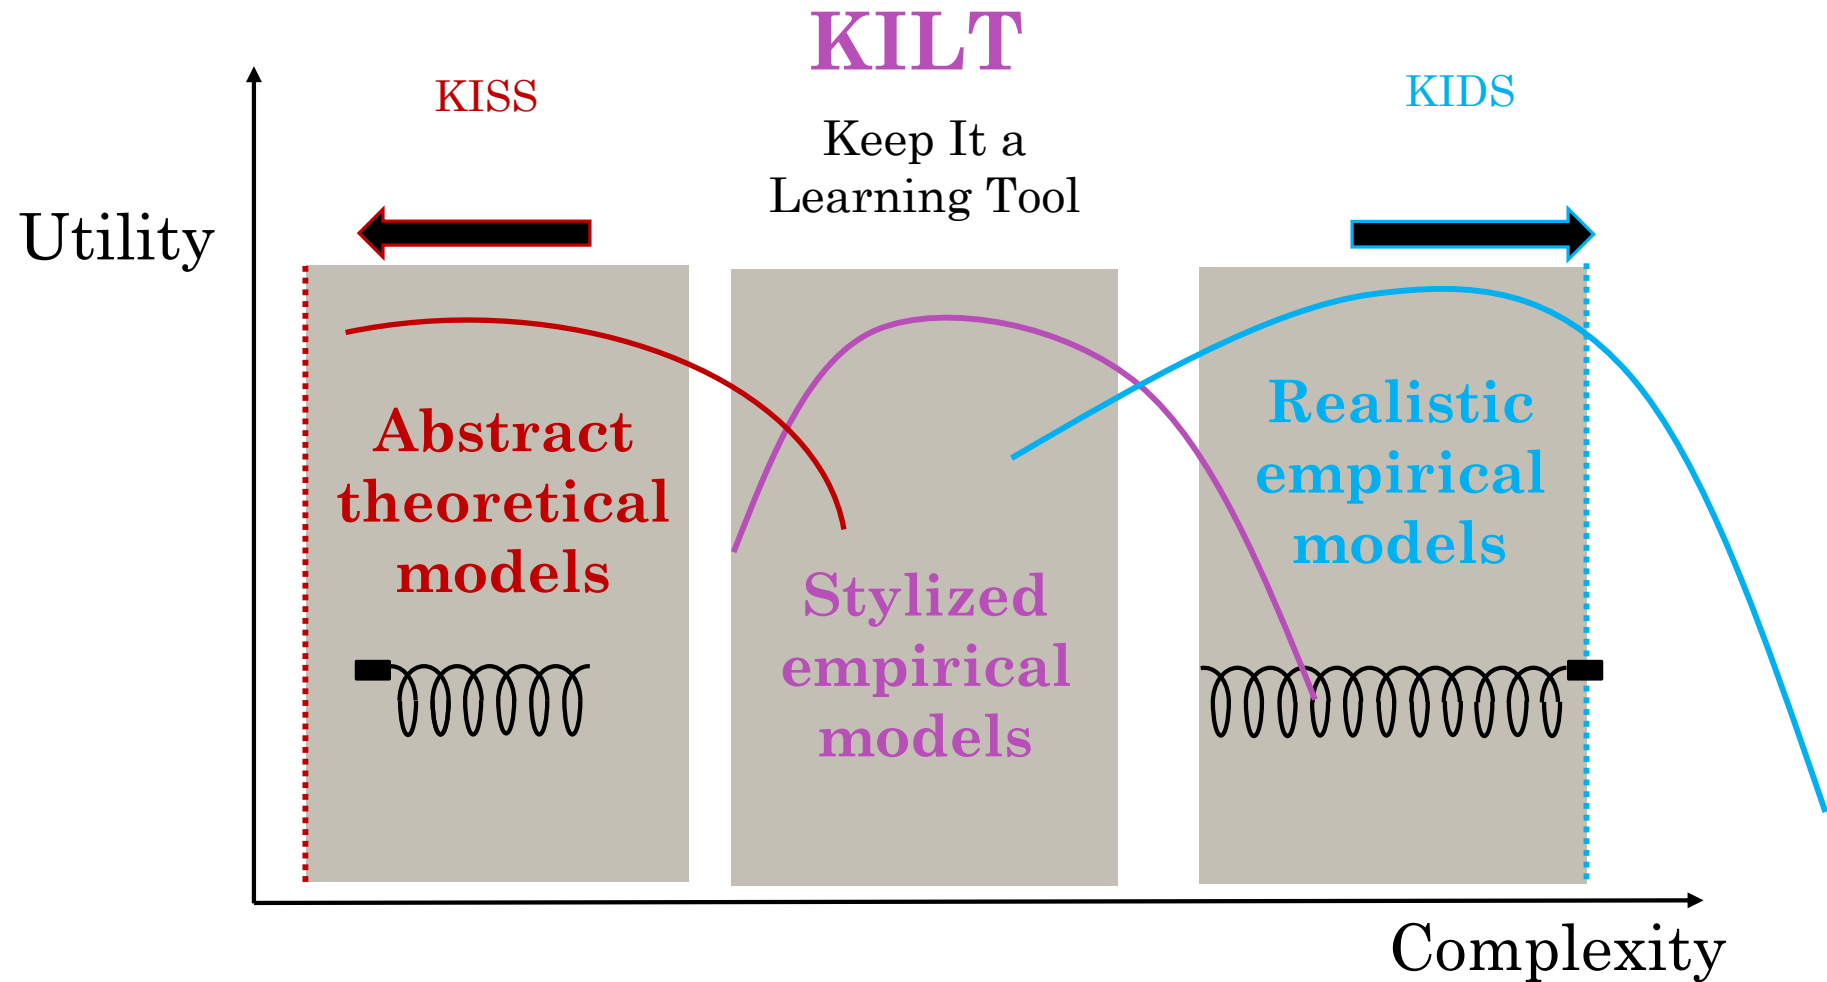 KILT
KISS
KIDS
Keep It a
Learning Tool
Utility
Abstract
theoretical
models
Stylized
empirical
models
Realistic
empirical
models
Complexity